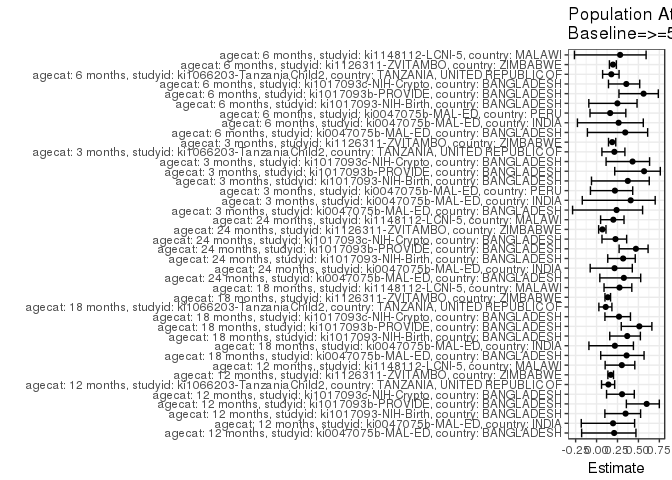 Population At
Baseline=>=5
agecat: 6 months, studyid: ki1148112-LCNI-5, country: MALAWI
agecat: 6 months, studyid: ki1126311-ZVITAMBO, country: ZIMBABWE
agecat: 6 months, studyid: ki1066203-TanzaniaChild2, country: TANZANIA, UNITED REPUBLIC OF
agecat: 6 months, studyid: ki1017093c-NIH-Crypto, country: BANGLADESH
agecat: 6 months, studyid: ki1017093b-PROVIDE, country: BANGLADESH
agecat: 6 months, studyid: ki1017093-NIH-Birth, country: BANGLADESH
agecat: 6 months, studyid: ki0047075b-MAL-ED, country: PERU
agecat: 6 months, studyid: ki0047075b-MAL-ED, country: INDIA
agecat: 6 months, studyid: ki0047075b-MAL-ED, country: BANGLADESH
agecat: 3 months, studyid: ki1126311-ZVITAMBO, country: ZIMBABWE
agecat: 3 months, studyid: ki1066203-TanzaniaChild2, country: TANZANIA, UNITED REPUBLIC OF
agecat: 3 months, studyid: ki1017093c-NIH-Crypto, country: BANGLADESH
agecat: 3 months, studyid: ki1017093b-PROVIDE, country: BANGLADESH
agecat: 3 months, studyid: ki1017093-NIH-Birth, country: BANGLADESH
agecat: 3 months, studyid: ki0047075b-MAL-ED, country: PERU
agecat: 3 months, studyid: ki0047075b-MAL-ED, country: INDIA
agecat: 3 months, studyid: ki0047075b-MAL-ED, country: BANGLADESH
agecat: 24 months, studyid: ki1148112-LCNI-5, country: MALAWI
agecat: 24 months, studyid: ki1126311-ZVITAMBO, country: ZIMBABWE
agecat: 24 months, studyid: ki1017093c-NIH-Crypto, country: BANGLADESH
agecat: 24 months, studyid: ki1017093b-PROVIDE, country: BANGLADESH
agecat: 24 months, studyid: ki1017093-NIH-Birth, country: BANGLADESH
agecat: 24 months, studyid: ki0047075b-MAL-ED, country: INDIA
agecat: 24 months, studyid: ki0047075b-MAL-ED, country: BANGLADESH
agecat: 18 months, studyid: ki1148112-LCNI-5, country: MALAWI
agecat: 18 months, studyid: ki1126311-ZVITAMBO, country: ZIMBABWE
agecat: 18 months, studyid: ki1066203-TanzaniaChild2, country: TANZANIA, UNITED REPUBLIC OF
agecat: 18 months, studyid: ki1017093c-NIH-Crypto, country: BANGLADESH
agecat: 18 months, studyid: ki1017093b-PROVIDE, country: BANGLADESH
agecat: 18 months, studyid: ki1017093-NIH-Birth, country: BANGLADESH
agecat: 18 months, studyid: ki0047075b-MAL-ED, country: INDIA
agecat: 18 months, studyid: ki0047075b-MAL-ED, country: BANGLADESH
agecat: 12 months, studyid: ki1148112-LCNI-5, country: MALAWI
agecat: 12 months, studyid: ki1126311-ZVITAMBO, country: ZIMBABWE
agecat: 12 months, studyid: ki1066203-TanzaniaChild2, country: TANZANIA, UNITED REPUBLIC OF
agecat: 12 months, studyid: ki1017093c-NIH-Crypto, country: BANGLADESH
agecat: 12 months, studyid: ki1017093b-PROVIDE, country: BANGLADESH
agecat: 12 months, studyid: ki1017093-NIH-Birth, country: BANGLADESH
agecat: 12 months, studyid: ki0047075b-MAL-ED, country: INDIA
agecat: 12 months, studyid: ki0047075b-MAL-ED, country: BANGLADESH
-0.25 0.00 0.25 0.50 0.75
Estimate